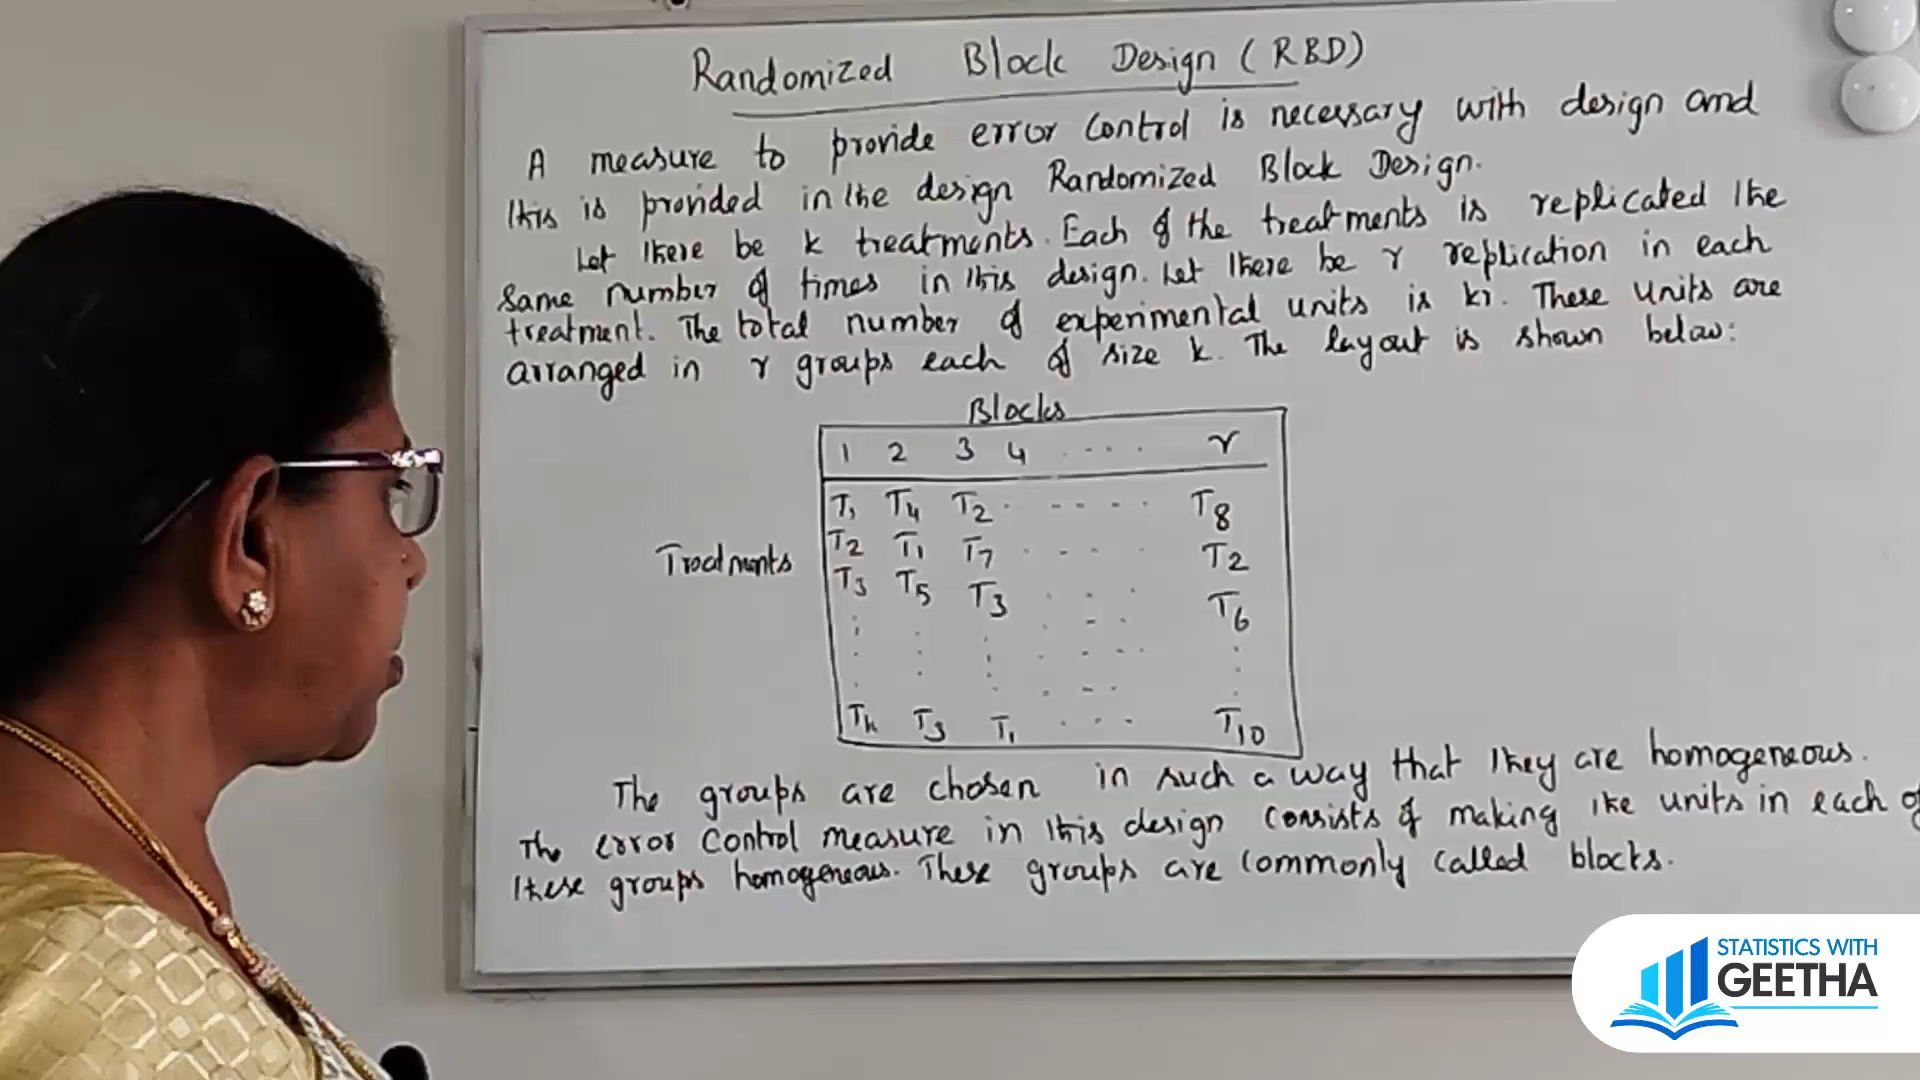 Randomized Block Design (RBD)
A measure to provide error control is necessary with design and
this is provided in the design Randomized Block Design.
Let there be k treatments. Each of the treatments is replicated the
same number of times in this design. Let there be r replication in each
treatment. The total number of experimental units is kr. These units are
arranged in r groups each of size k. The layout is shown below:
Blocks
1 2 3 4 ..... r
T1 T4 T2 ..... T8
T2 T1 T7 ..... T2
Treatments
T3 T5 T3 .... T6
Tk T3 T1 .... T10
The groups are chosen in such a way that they are homogeneous.
The error control measure in this design consists of making the units in each of
these groups homogeneous. These groups are commonly called blocks.
STATISTICS WITH
GEETHA